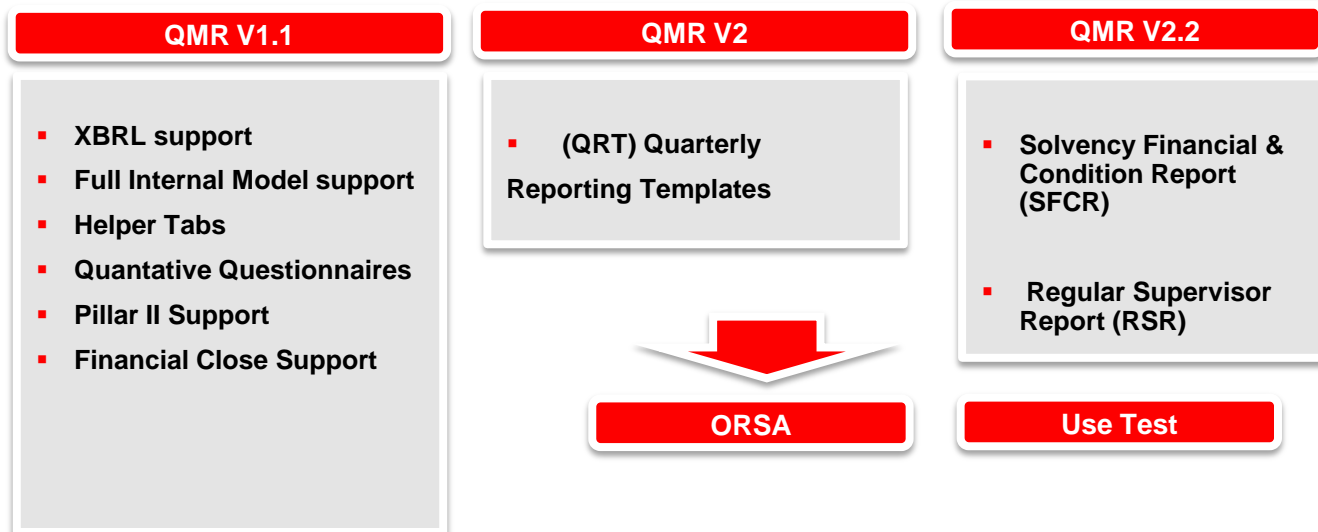 QMR V1.1
XBRL support
Full Internal Model support
Helper Tabs
Quantative Questionnaires
Pillar II Support
Financial Close Support
QMR V2
(QRT) Quarterly
Reporting Templates
QMR V2.2
Solvency Financial &
Condition Report
(SFCR)
Regular Supervisor
Report (RSR)
ORSA
Use Test